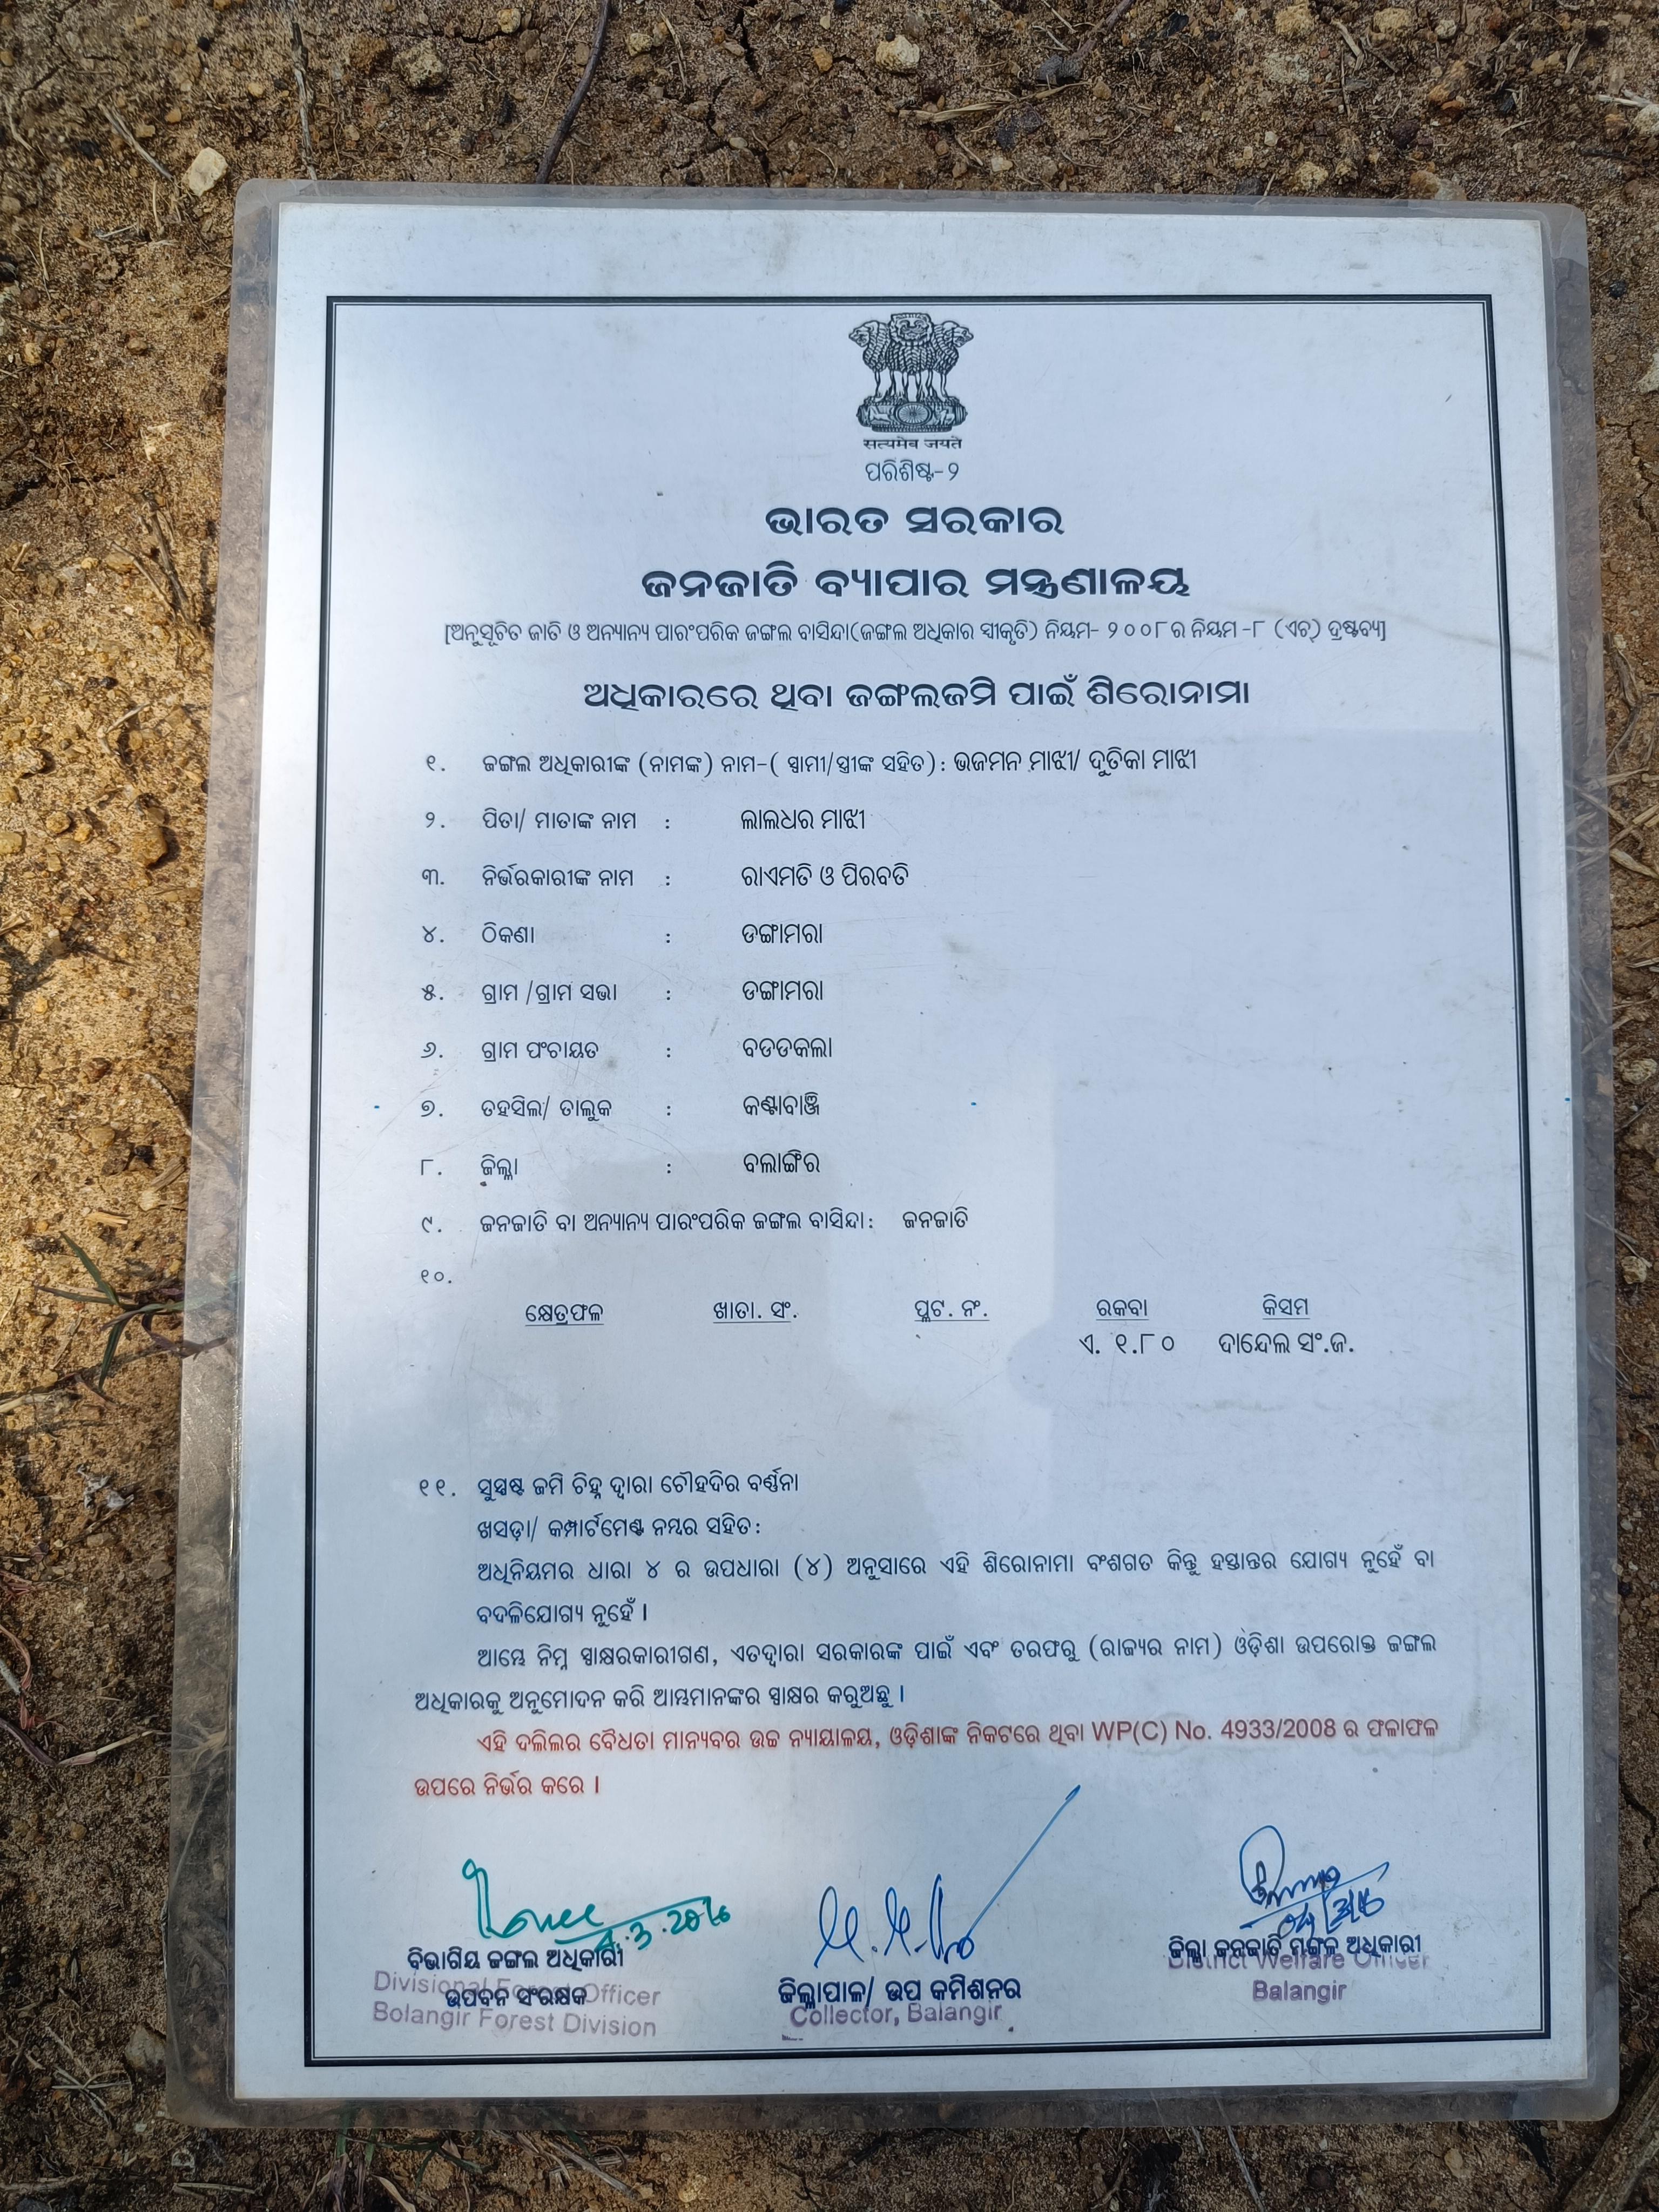 सत्यमेव जयते
ପରିଶିଷ୍ଟ-୨
ଭାରତ ସରକାର
ଜନଜାତି ବ୍ୟାପାର ମନ୍ତ୍ରଣାଳୟ
[ଅନୁସୂଚିତ ଜାତି ଓ ଅନ୍ୟାନ୍ୟ ପାରଂପରିକ ଜଙ୍ଗଲ ବାସିନ୍ଦା(ଜଙ୍ଗଲ ଅଧିକାର ସ୍ୱୀକୃତି) ନିୟମ- ୨୦୦୮ର ନିୟମ -୮ (ଏଚ୍) ଦ୍ରଷ୍ଟବ୍ୟ]
ଅଧିକାରରେ ଥିବା ଜଙ୍ଗଲଜମି ପାଇଁ ଶିରୋନାମା
୧. ଜଙ୍ଗଲ ଅଧିକାରୀଙ୍କ (ନାମଙ୍କ) ନାମ-( ସ୍ୱାମୀ/ସ୍ତ୍ରୀଙ୍କ ସହିତ): ଭଜମନ ମାଝୀ/ ଦୁତିକା ମାଝୀ
୨. ପିତା/ ମାତାଙ୍କ ନାମ : ଲାଲଧର ମାଝୀ
୩. ନିର୍ଭରକାରୀଙ୍କ ନାମ : ରାଏମତି ଓ ପିରବତି
୪. ଠିକଣା : ଡଙ୍ଗାମରା
୫. ଗ୍ରାମ /ଗ୍ରାମ ସଭା : ଡଙ୍ଗାମରା
୬. ଗ୍ରାମ ପଂଚାୟତ : ବଡଡକଲା
୭. ତହସିଲ/ ତାଲୁକ : କଣ୍ଟାବାଞ୍ଜି
୮. ଜିଲ୍ଲା : ବଲାଙ୍ଗିର
୯. ଜନଜାତି ବା ଅନ୍ୟାନ୍ୟ ପାରଂପରିକ ଜଙ୍ଗଲ ବାସିନ୍ଦା: ଜନଜାତି
୧୦.
କ୍ଷେତ୍ରଫଳ ଖାତା. ସଂ. ପ୍ଲଟ. ନଂ. ରକବା କିସମ
ଏ. ୧.୮୦ ଦାନ୍ଦେଲ ସଂ.ଜ.
୧୧. ସୁସ୍ପଷ୍ଟ ଜମି ଚିହ୍ନ ଦ୍ୱାରା ଚୌହଦିର ବର୍ଣ୍ଣନା
ଖସଡ଼ା/ କମ୍ପାର୍ଟମେଣ୍ଟ ନମ୍ବର ସହିତ:
ଅଧିନିୟମର ଧାରା ୪ ର ଉପଧାରା (୪) ଅନୁସାରେ ଏହି ଶିରୋନାମା ବଂଶଗତ କିନ୍ତୁ ହସ୍ତାନ୍ତର ଯୋଗ୍ୟ ନୁହେଁ ବା
ବଦଳିଯୋଗ୍ୟ ନୁହେଁ ।
ଆମ୍ଭେ ନିମ୍ନ ସ୍ୱାକ୍ଷରକାରୀଗଣ, ଏତଦ୍ୱାରା ସରକାରଙ୍କ ପାଇଁ ଏବଂ ତରଫରୁ (ରାଜ୍ୟର ନାମ) ଓଡ଼ିଶା ଉପରୋକ୍ତ ଜଙ୍ଗଲ
ଅଧିକାରକୁ ଅନୁମୋଦନ କରି ଆମ୍ଭମାନଙ୍କର ସ୍ୱାକ୍ଷର କରୁଅଛୁ ।
ଏହି ଦଲିଲର ବୈଧତା ମାନ୍ୟବର ଉଚ୍ଚ ନ୍ୟାୟାଳୟ, ଓଡ଼ିଶାଙ୍କ ନିକଟରେ ଥିବା WP(C) No. 4933/2008 ର ଫଳାଫଳ
ଉପରେ ନିର୍ଭର କରେ ।
ବିଭାଗିୟ ଜଙ୍ଗଲ ଅଧିକାରୀ
ଉପବନ ସଂରକ୍ଷକ
Divisional Forest Officer
Bolangir Forest Division
ଜିଲ୍ଲାପାଳ/ ଉପ କମିଶନର
Collector, Balangir
ଜିଲ୍ଲା ଜନଜାତି ମଙ୍ଗଳ ଅଧିକାରୀ
District Welfare Officer
Balangir